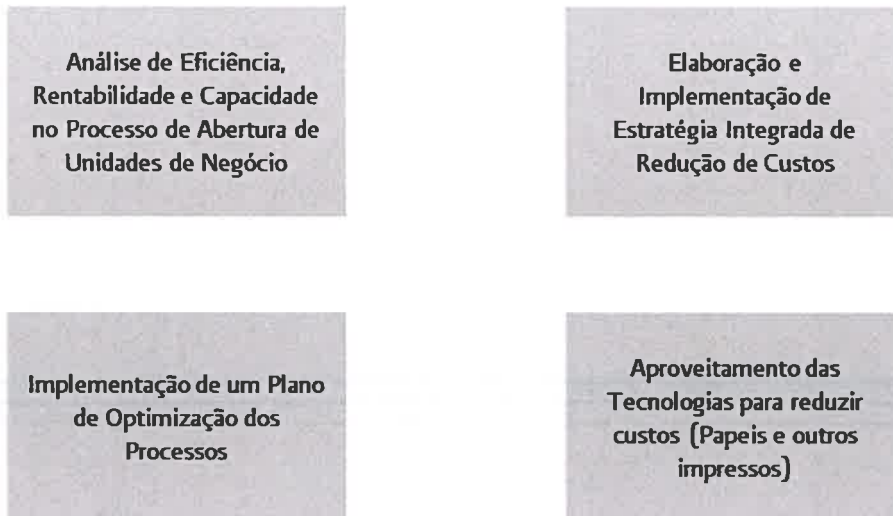 Análise de Eficiência,
Rentabilidade e Capacidade
no Processo de Abertura de
Unidades de Negócio
Elaboração e
Implementação de
Estratégia Integrada de
Redução de Custos
Implementação de um Plano
de Optimização dos
Processos
Aproveitamento das
Tecnologias para reduzir
custos (Papeis e outros
impressos)